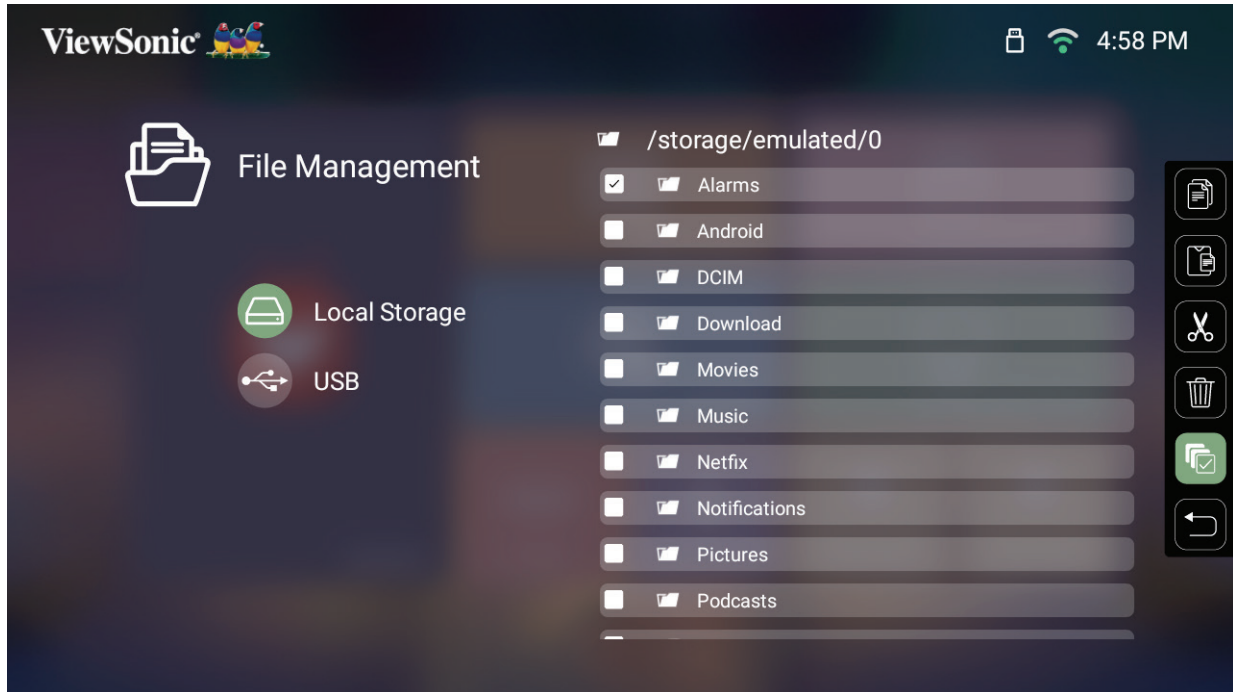 ViewSonic
4:58 PM
File Management
Local Storage
USB
/storage/emulated/0
Alarms
Android
DCIM
Download
Movies
Music
Netfix
Notifications
Pictures
Podcasts